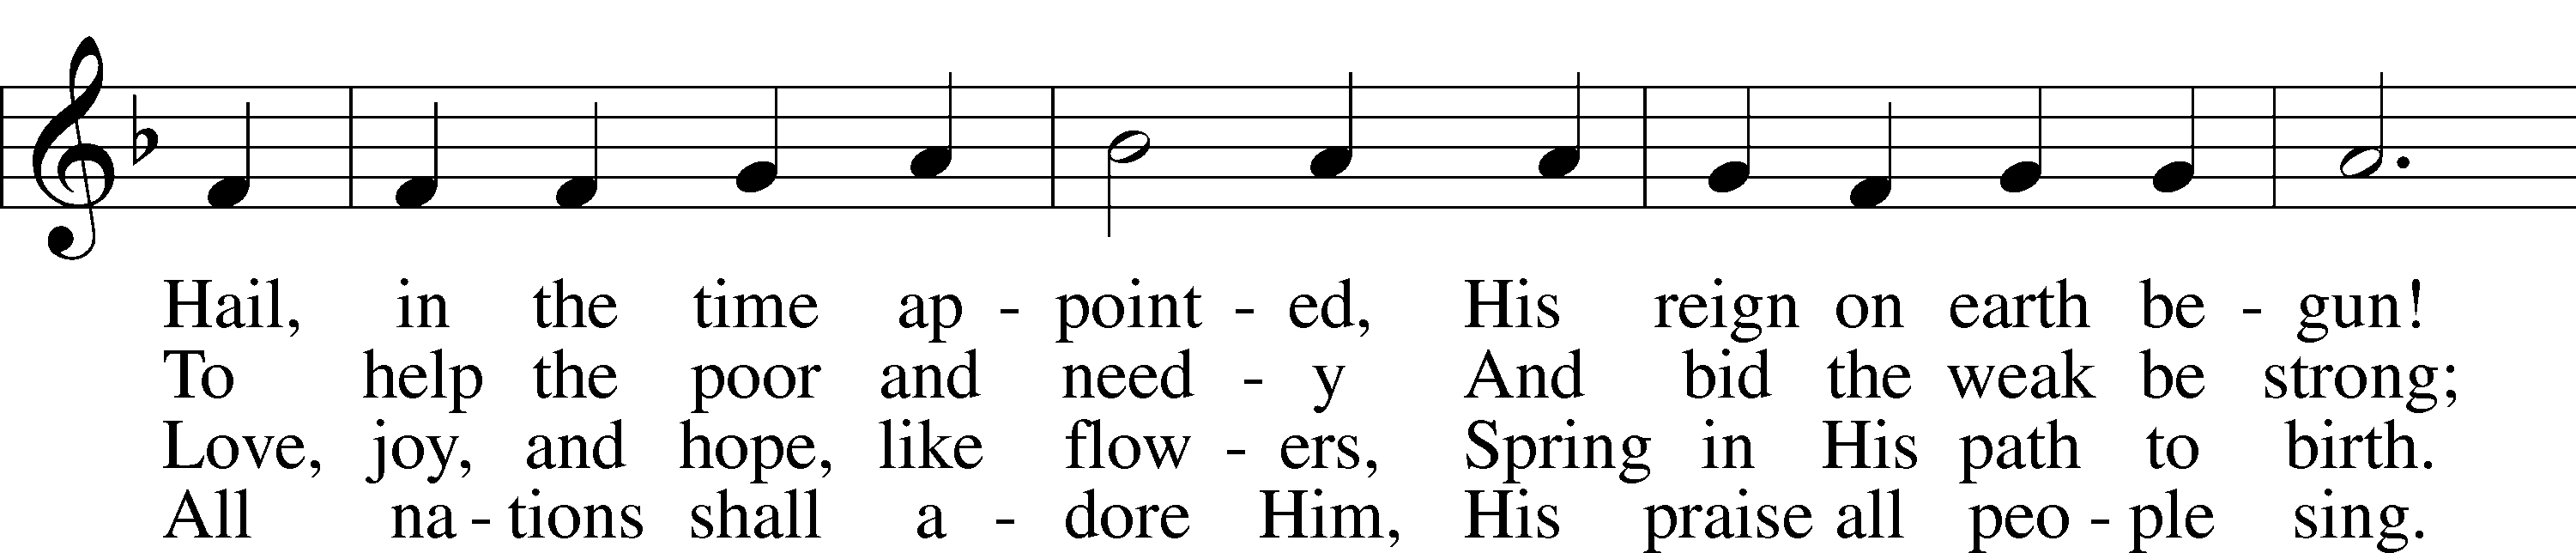 Hail, in the time ap - point - ed, His reign on earth be - gun!
To help the poor and need - y And bid the weak be strong;
Love, joy, and hope, like flow - ers, Spring in His path to birth.
All na - tions shall a - dore Him, His praise all peo - ple sing.